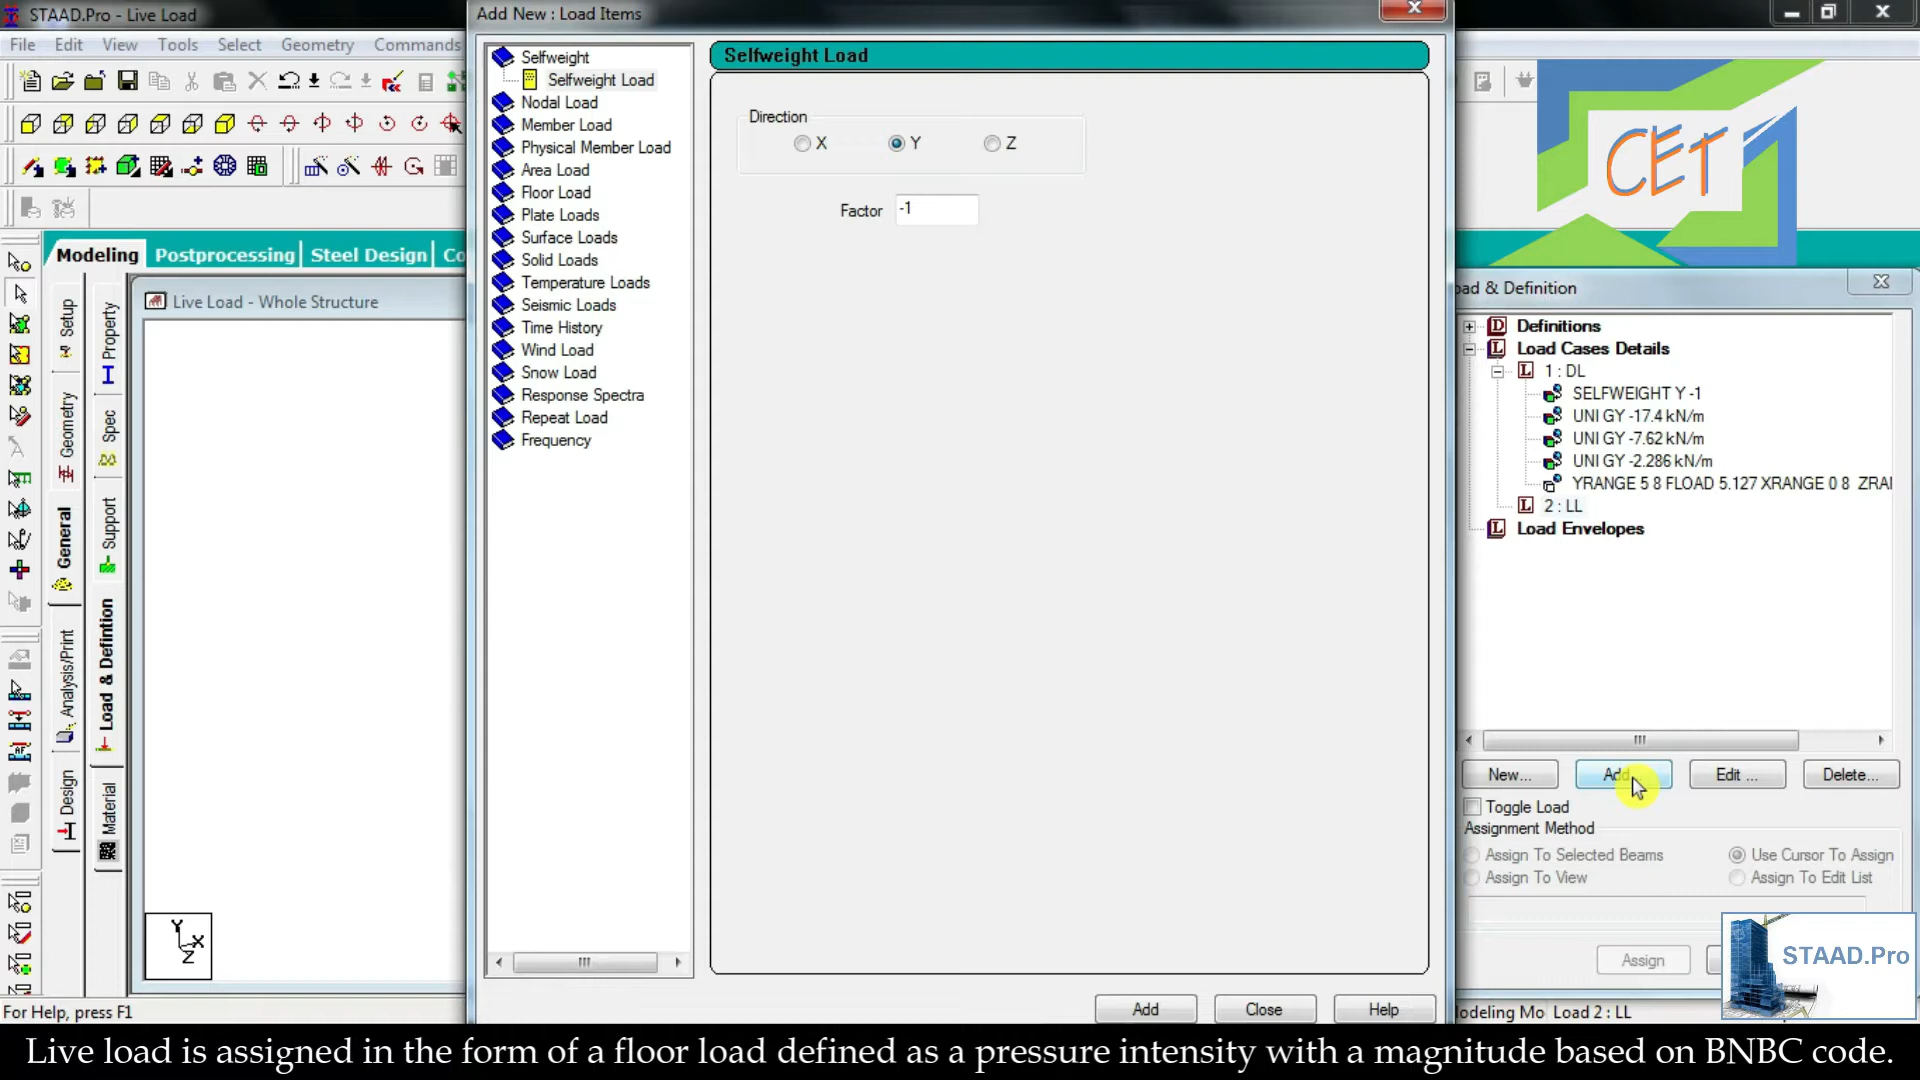 STAAD.Pro - Live Load
File Edit View Tools Select Geometry Commands
Modeling Postprocessing Steel Design Co
Live Load - Whole Structure
Setup
Geometry
General
Analysis/Print
Design
Property
Spec
Support
Load & Definition
Material
Y
X
Z
For Help, press F1
Add New : Load Items
Selfweight
Selfweight Load
Nodal Load
Member Load
Physical Member Load
Area Load
Floor Load
Plate Loads
Surface Loads
Solid Loads
Temperature Loads
Seismic Loads
Time History
Wind Load
Snow Load
Response Spectra
Repeat Load
Frequency
Selfweight Load
Direction
X Y Z
Factor -1
Add Close Help
CET
oad & Definition
Definitions
Load Cases Details
1 : DL
SELFWEIGHT Y -1
UNI GY -17.4 kN/m
UNI GY -7.62 kN/m
UNI GY -2.286 kN/m
YRANGE 5 8 FLOAD 5.127 XRANGE 0 8 ZRAI
2 : LL
Load Envelopes
New... Add... Edit ... Delete...
Toggle Load
Assignment Method
Assign To Selected Beams Use Cursor To Assign
Assign To View Assign To Edit List
Assign
STAAD.Pro
odeling Mo Load 2 : LL
Live load is assigned in the form of a floor load defined as a pressure intensity with a magnitude based on BNBC code.